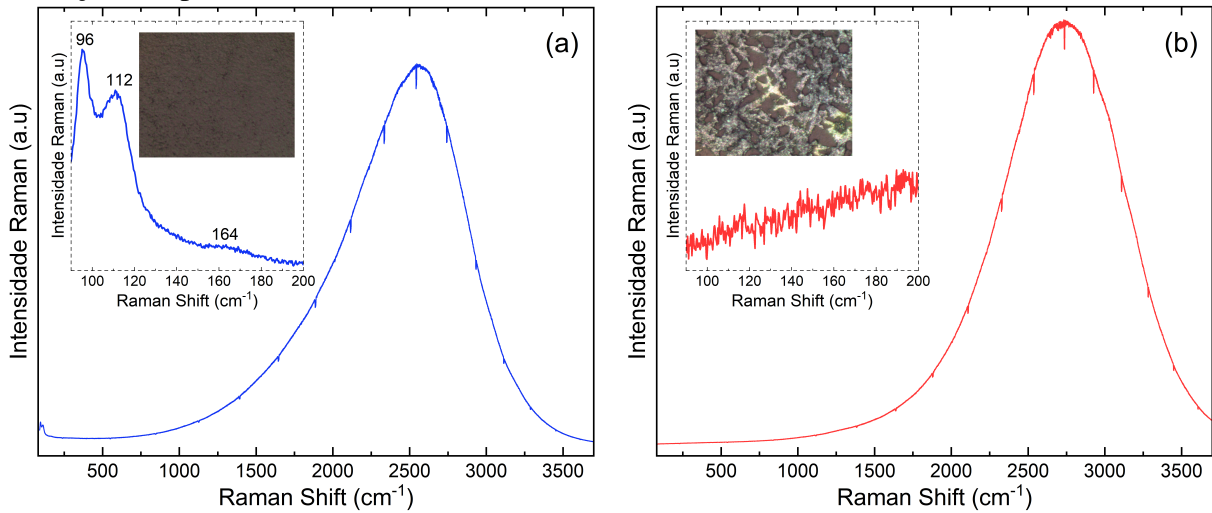 (a)
96
112
164
Intensidade Raman (a.u)
100 120 140 160 180 200
Raman Shift (cm-1)
Intensidade Raman (a.u)
500 1000 1500 2000 2500 3000 3500
Raman Shift (cm-1)
(b)
Intensidade Raman (a.u)
100 120 140 160 180 200
Raman Shift (cm-1)
Intensidade Raman (a.u)
500 1000 1500 2000 2500 3000 3500
Raman Shift (cm-1)